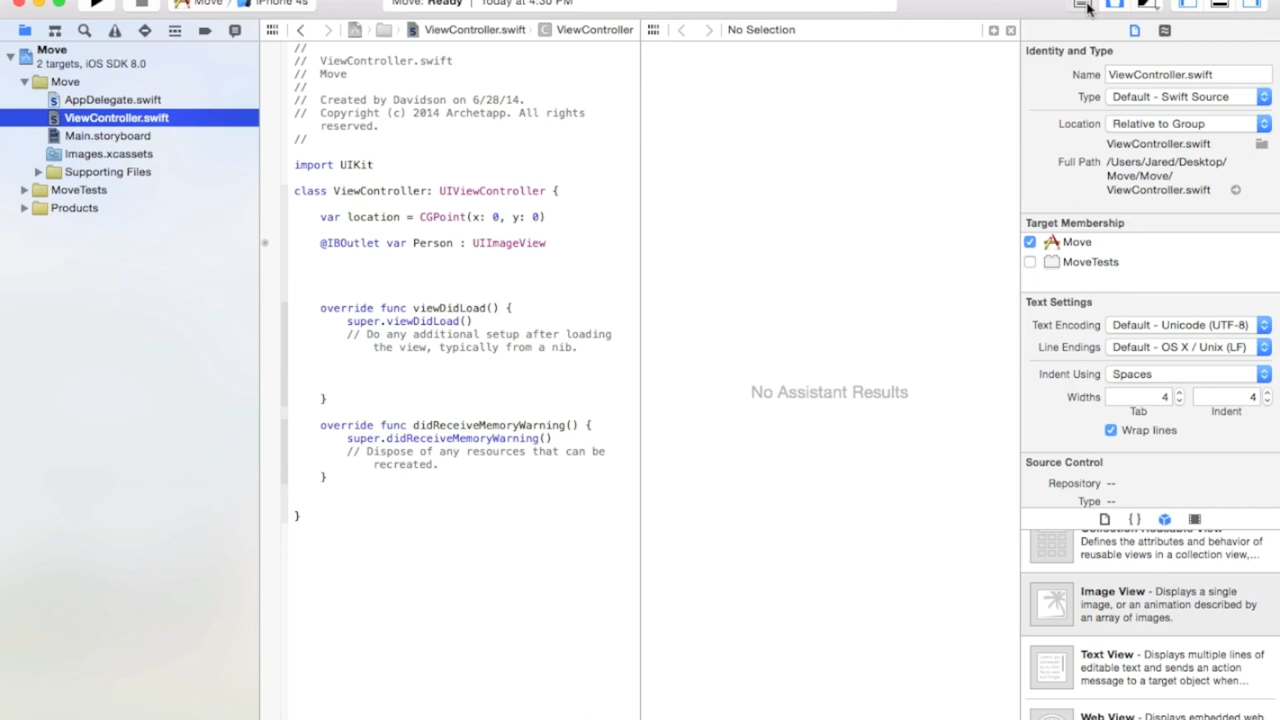 Move
iPhone 4s
Move: Ready | Today at 4:30 PM
ViewController.swift
ViewController
No Selection
Move
2 targets, iOS SDK 8.0
Move
AppDelegate.swift
ViewController.swift
Main.storyboard
Images.xcassets
Supporting Files
MoveTests
Products
//
// ViewController.swift
// Move
//
// Created by Davidson on 6/28/14.
// Copyright (c) 2014 Archetapp. All rights
reserved.
//
import UIKit
class ViewController: UIViewController {
var location = CGPoint(x: 0, y: 0)
@IBOutlet var Person : UIImageView
override func viewDidLoad() {
super.viewDidLoad()
// Do any additional setup after loading
the view, typically from a nib.
}
override func didReceiveMemoryWarning() {
super.didReceiveMemoryWarning()
// Dispose of any resources that can be
recreated.
}
}
No Assistant Results
Identity and Type
Name ViewController.swift
Type Default - Swift Source
Location Relative to Group
ViewController.swift
Full Path /Users/Jared/Desktop/
Move/Move/
ViewController.swift
Target Membership
Move
MoveTests
Text Settings
Text Encoding Default - Unicode (UTF-8)
Line Endings Default - OS X / Unix (LF)
Indent Using Spaces
Widths 4 4
Tab Indent
Wrap lines
Source Control
Repository --
Type --
{ }
Collection Reusable View -
Defines the attributes and behavior of
reusable views in a collection view,...
Image View - Displays a single
image, or an animation described by
an array of images.
Text View - Displays multiple lines of
editable text and sends an action
message to a target object when...
Web View - Displays embedded web